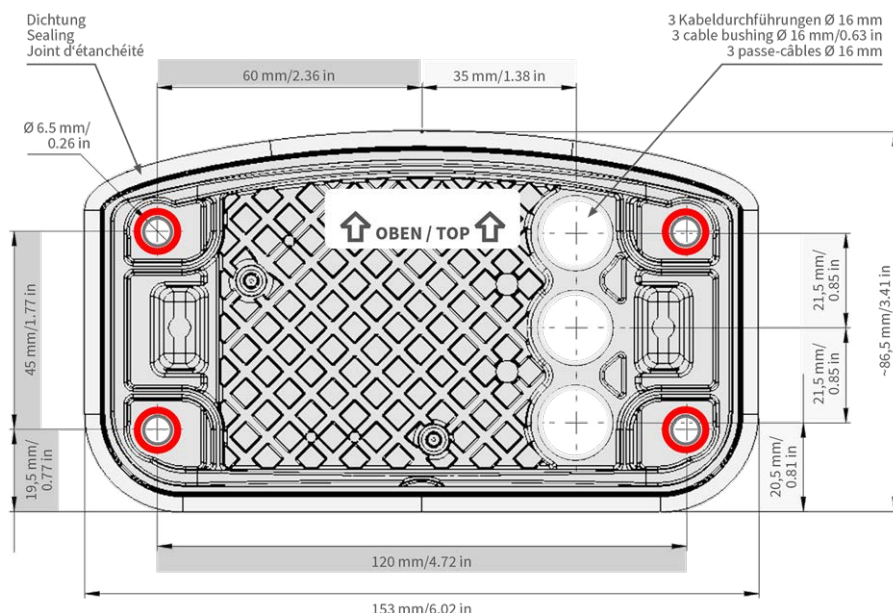 Dichtung
Sealing
Joint d'étanchéité
3 Kabeldurchführungen Ø 16 mm
3 cable bushing Ø 16 mm/0.63 in
3 passe-câbles Ø 16 mm
60 mm/2.36 in
35 mm/1.38 in
Ø 6.5 mm/
0.26 in
OBEN / TOP
45 mm/1.77 in
19,5 mm/
0.77 in
21,5 mm/
0.85 in
21,5 mm/
0.85 in
20,5 mm/
0.81 in
~86,5 mm/3.41 in
120 mm/4.72 in
153 mm/6.02 in